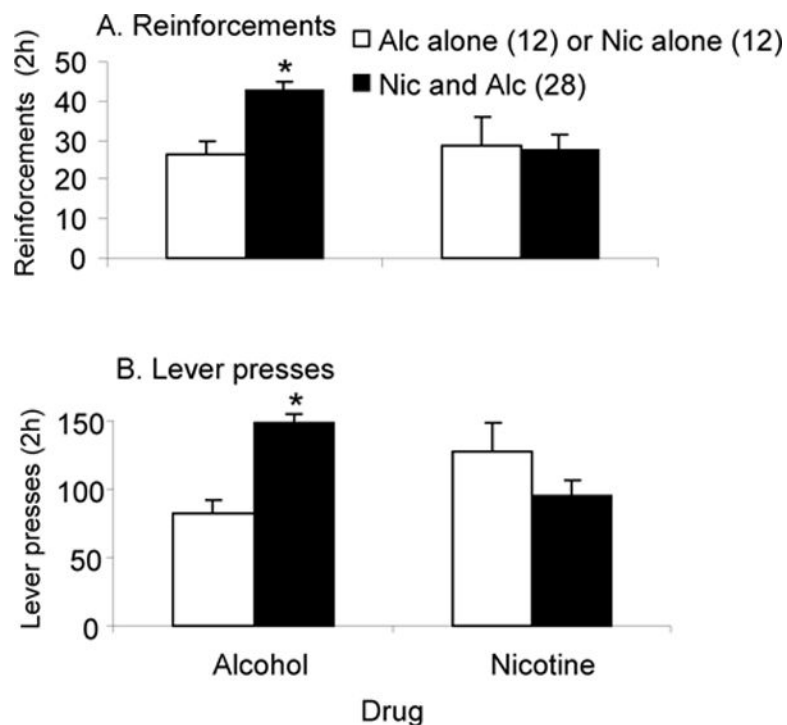 A. Reinforcements
Alc alone (12) or Nic alone (12)
Nic and Alc (28)
Reinforcements (2h)
50
40
30
20
10
0
*
B. Lever presses
Lever presses (2h)
150
100
50
0
*
Alcohol
Nicotine
Drug